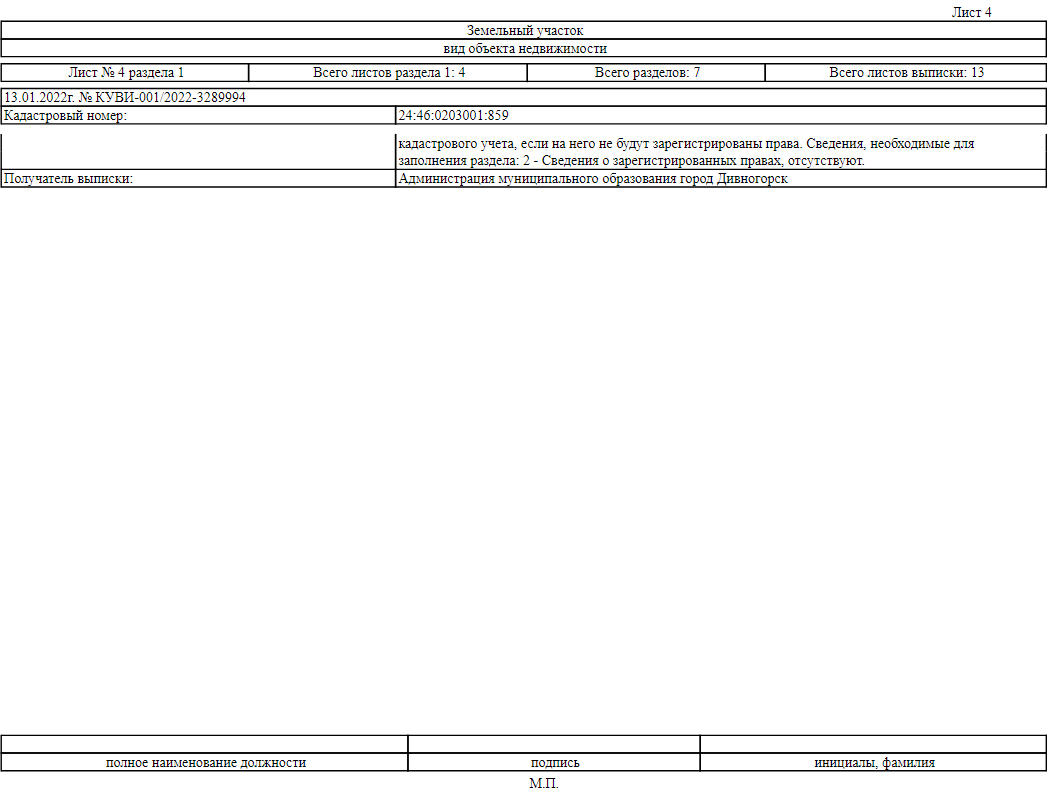 Лист 4
Земельный участок
вид объекта недвижимости
Лист № 4 раздела 1 Всего листов раздела 1: 4 Всего разделов: 7 Всего листов выписки: 13
13.01.2022г. № КУВИ-001/2022-3289994
Кадастровый номер: 24:46:0203001:859
кадастрового учета, если на него не будут зарегистрированы права. Сведения, необходимые для
заполнения раздела: 2 - Сведения о зарегистрированных правах, отсутствуют.
Получатель выписки: Администрация муниципального образования город Дивногорск
полное наименование должности подпись инициалы, фамилия
М.П.